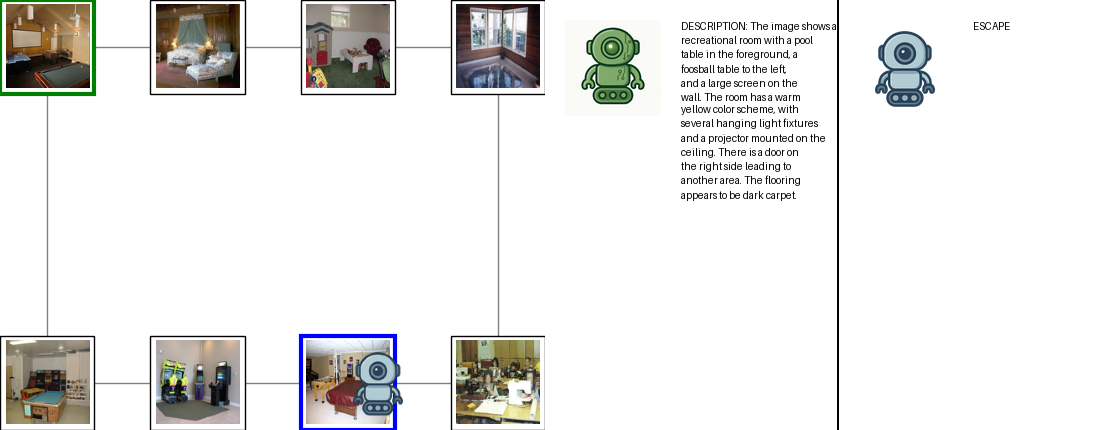 DESCRIPTION: The image shows a
recreational room with a pool
table in the foreground, a
foosball table to the left,
and a large screen on the
wall. The room has a warm
yellow color scheme, with
several hanging light fixtures
and a projector mounted on the
ceiling. There is a door on
the right side leading to
another area. The flooring
appears to be dark carpet.
ESCAPE